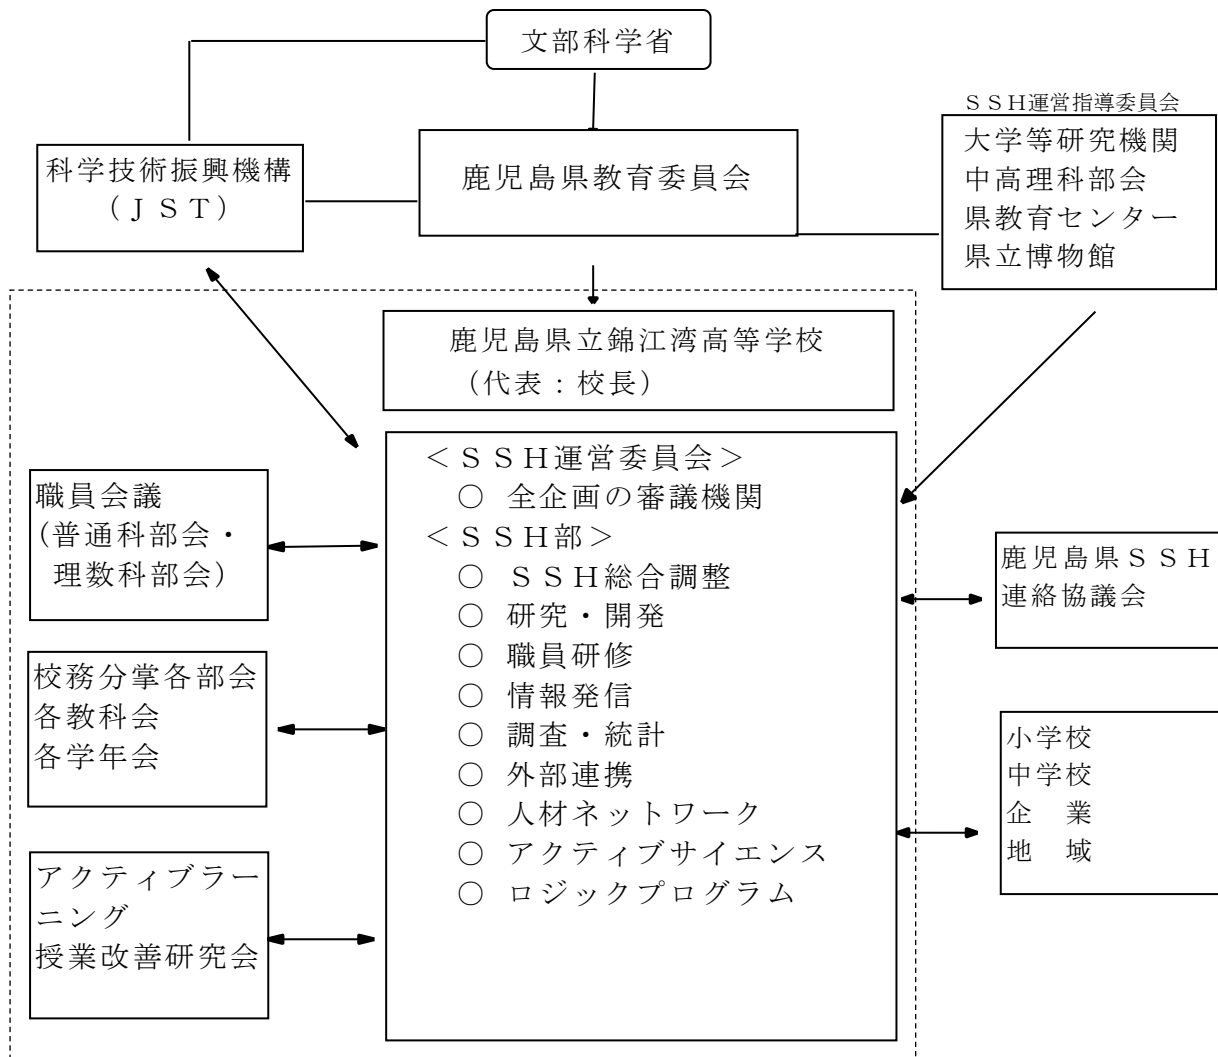 文部科学省
ＳＳＨ運営指導委員会
大学等研究機関
中高理科部会
県教育センター
県立博物館
科学技術振興機構
（ＪＳＴ）
鹿児島県教育委員会
鹿児島県立錦江湾高等学校
（代表：校長）
＜ＳＳＨ運営委員会＞
○ 全企画の審議機関
＜ＳＳＨ部＞
○ ＳＳＨ総合調整
○ 研究・開発
○ 職員研修
○ 情報発信
○ 調査・統計
○ 外部連携
○ 人材ネットワーク
○ アクティブサイエンス
○ ロジックプログラム
職員会議
(普通科部会・
理数科部会)
校務分掌各部会
各教科会
各学年会
アクティブラー
ニング
授業改善研究会
鹿児島県ＳＳＨ
連絡協議会
小学校
中学校
企　業
地　域